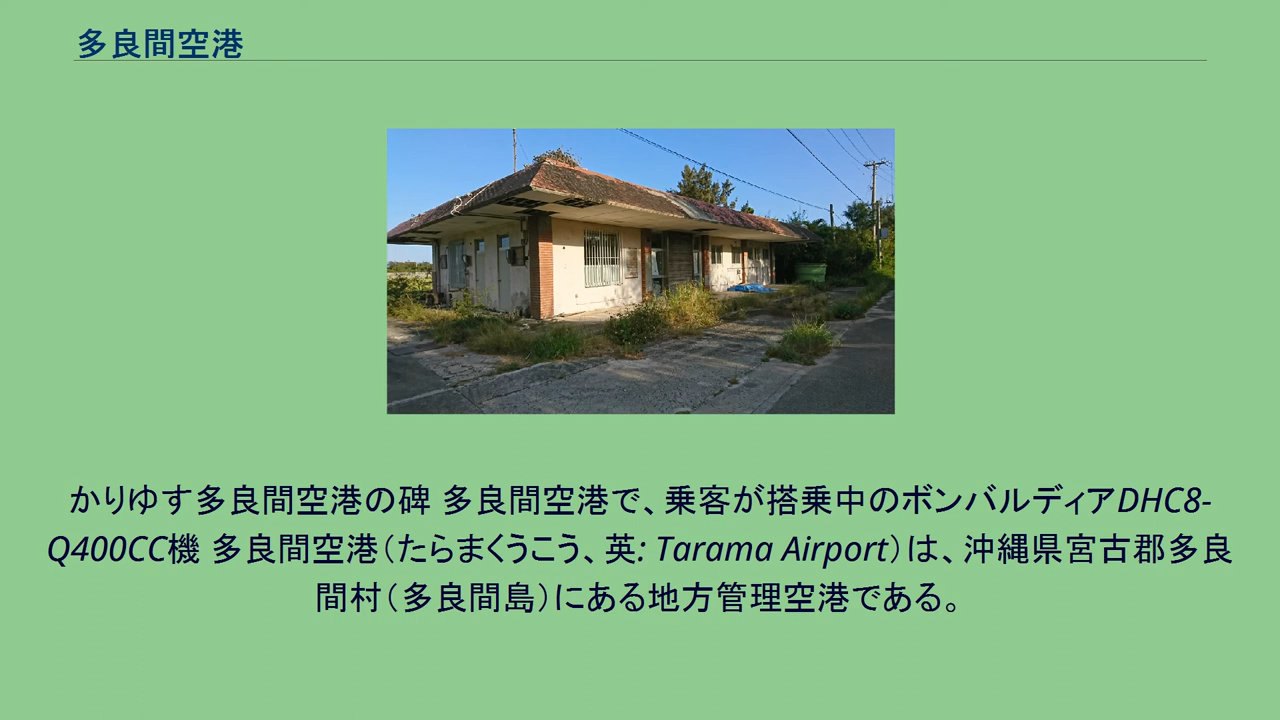 多良間空港
かりゆす多良間空港の碑 多良間空港で、乗客が搭乗中のボンバルディアDHC8-
Q400CC機 多良間空港（たらまくうこう、英: Tarama Airport）は、沖縄県宮古郡多良
間村（多良間島）にある地方管理空港である。